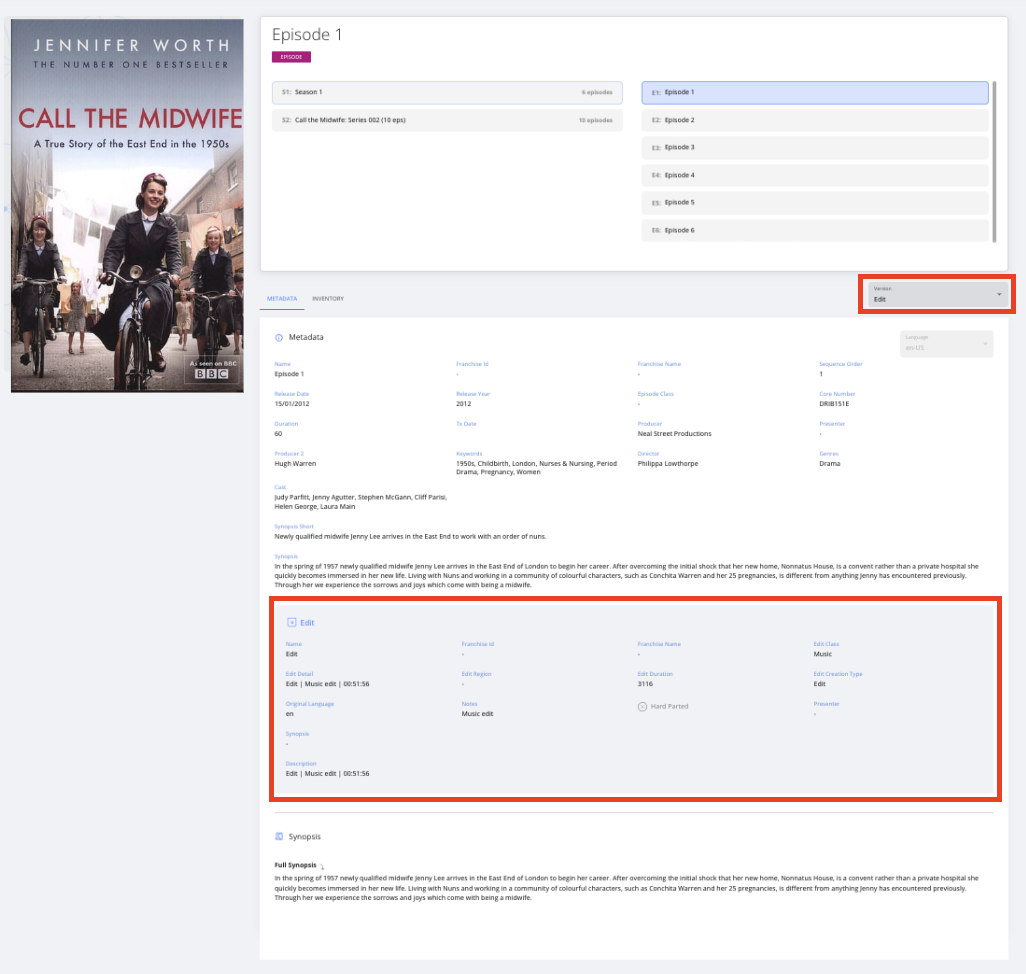 JENNIFER WORTH
THE NUMBER ONE BESTSELLER
CALL THE MIDWIFE
A True Story of the East End in the 1950s
As seen on BBC
BBC
Episode 1
EPISODE
S1: Season 1 6 episodes
S2: Call the Midwife: Series 002 (10 eps) 10 episodes
E1: Episode 1
E2: Episode 2
E3: Episode 3
E4: Episode 4
E5: Episode 5
E6: Episode 6
METADATA INVENTORY
Version
Edit
Metadata
Language
en-US
Name Franchise Id Franchise Name Sequence Order
Episode 1 - - 1
Release Date Release Year Episode Class Core Number
15/01/2012 2012 - DRIB151E
Duration Tx Date Producer Presenter
60 Neal Street Productions -
Producer 2 Keywords Director Genres
Hugh Warren 1950s, Childbirth, London, Nurses & Nursing, Period Philippa Lowthorpe Drama
Drama, Pregnancy, Women
Cast
Judy Parfitt, Jenny Agutter, Stephen McGann, Cliff Parisi,
Helen George, Laura Main
Synopsis Short
Newly qualified midwife Jenny Lee arrives in the East End to work with an order of nuns.
Synopsis
In the spring of 1957 newly qualified midwife Jenny Lee arrives in the East End of London to begin her career. After overcoming the initial shock that her new home, Nonnatus House, is a convent rather than a private hospital she
quickly becomes immersed in her new life. Living with Nuns and working in a community of colourful characters, such as Conchita Warren and her 25 pregnancies, is different from anything Jenny has encountered previously.
Through her we experience the sorrows and joys which come with being a midwife.
Edit
Name Franchise Id Franchise Name Edit Class
Edit - - Music
Edit Detail Edit Region Edit Duration Edit Creation Type
Edit | Music edit | 00:51:56 - 3116 Edit
Original Language Notes Hard Parted Presenter
en Music edit -
Synopsis
-
Description
Edit | Music edit | 00:51:56
Synopsis
Full Synopsis
In the spring of 1957 newly qualified midwife Jenny Lee arrives in the East End of London to begin her career. After overcoming the initial shock that her new home, Nonnatus House, is a convent rather than a private hospital she
quickly becomes immersed in her new life. Living with Nuns and working in a community of colourful characters, such as Conchita Warren and her 25 pregnancies, is different from anything Jenny has encountered previously.
Through her we experience the sorrows and joys which come with being a midwife.